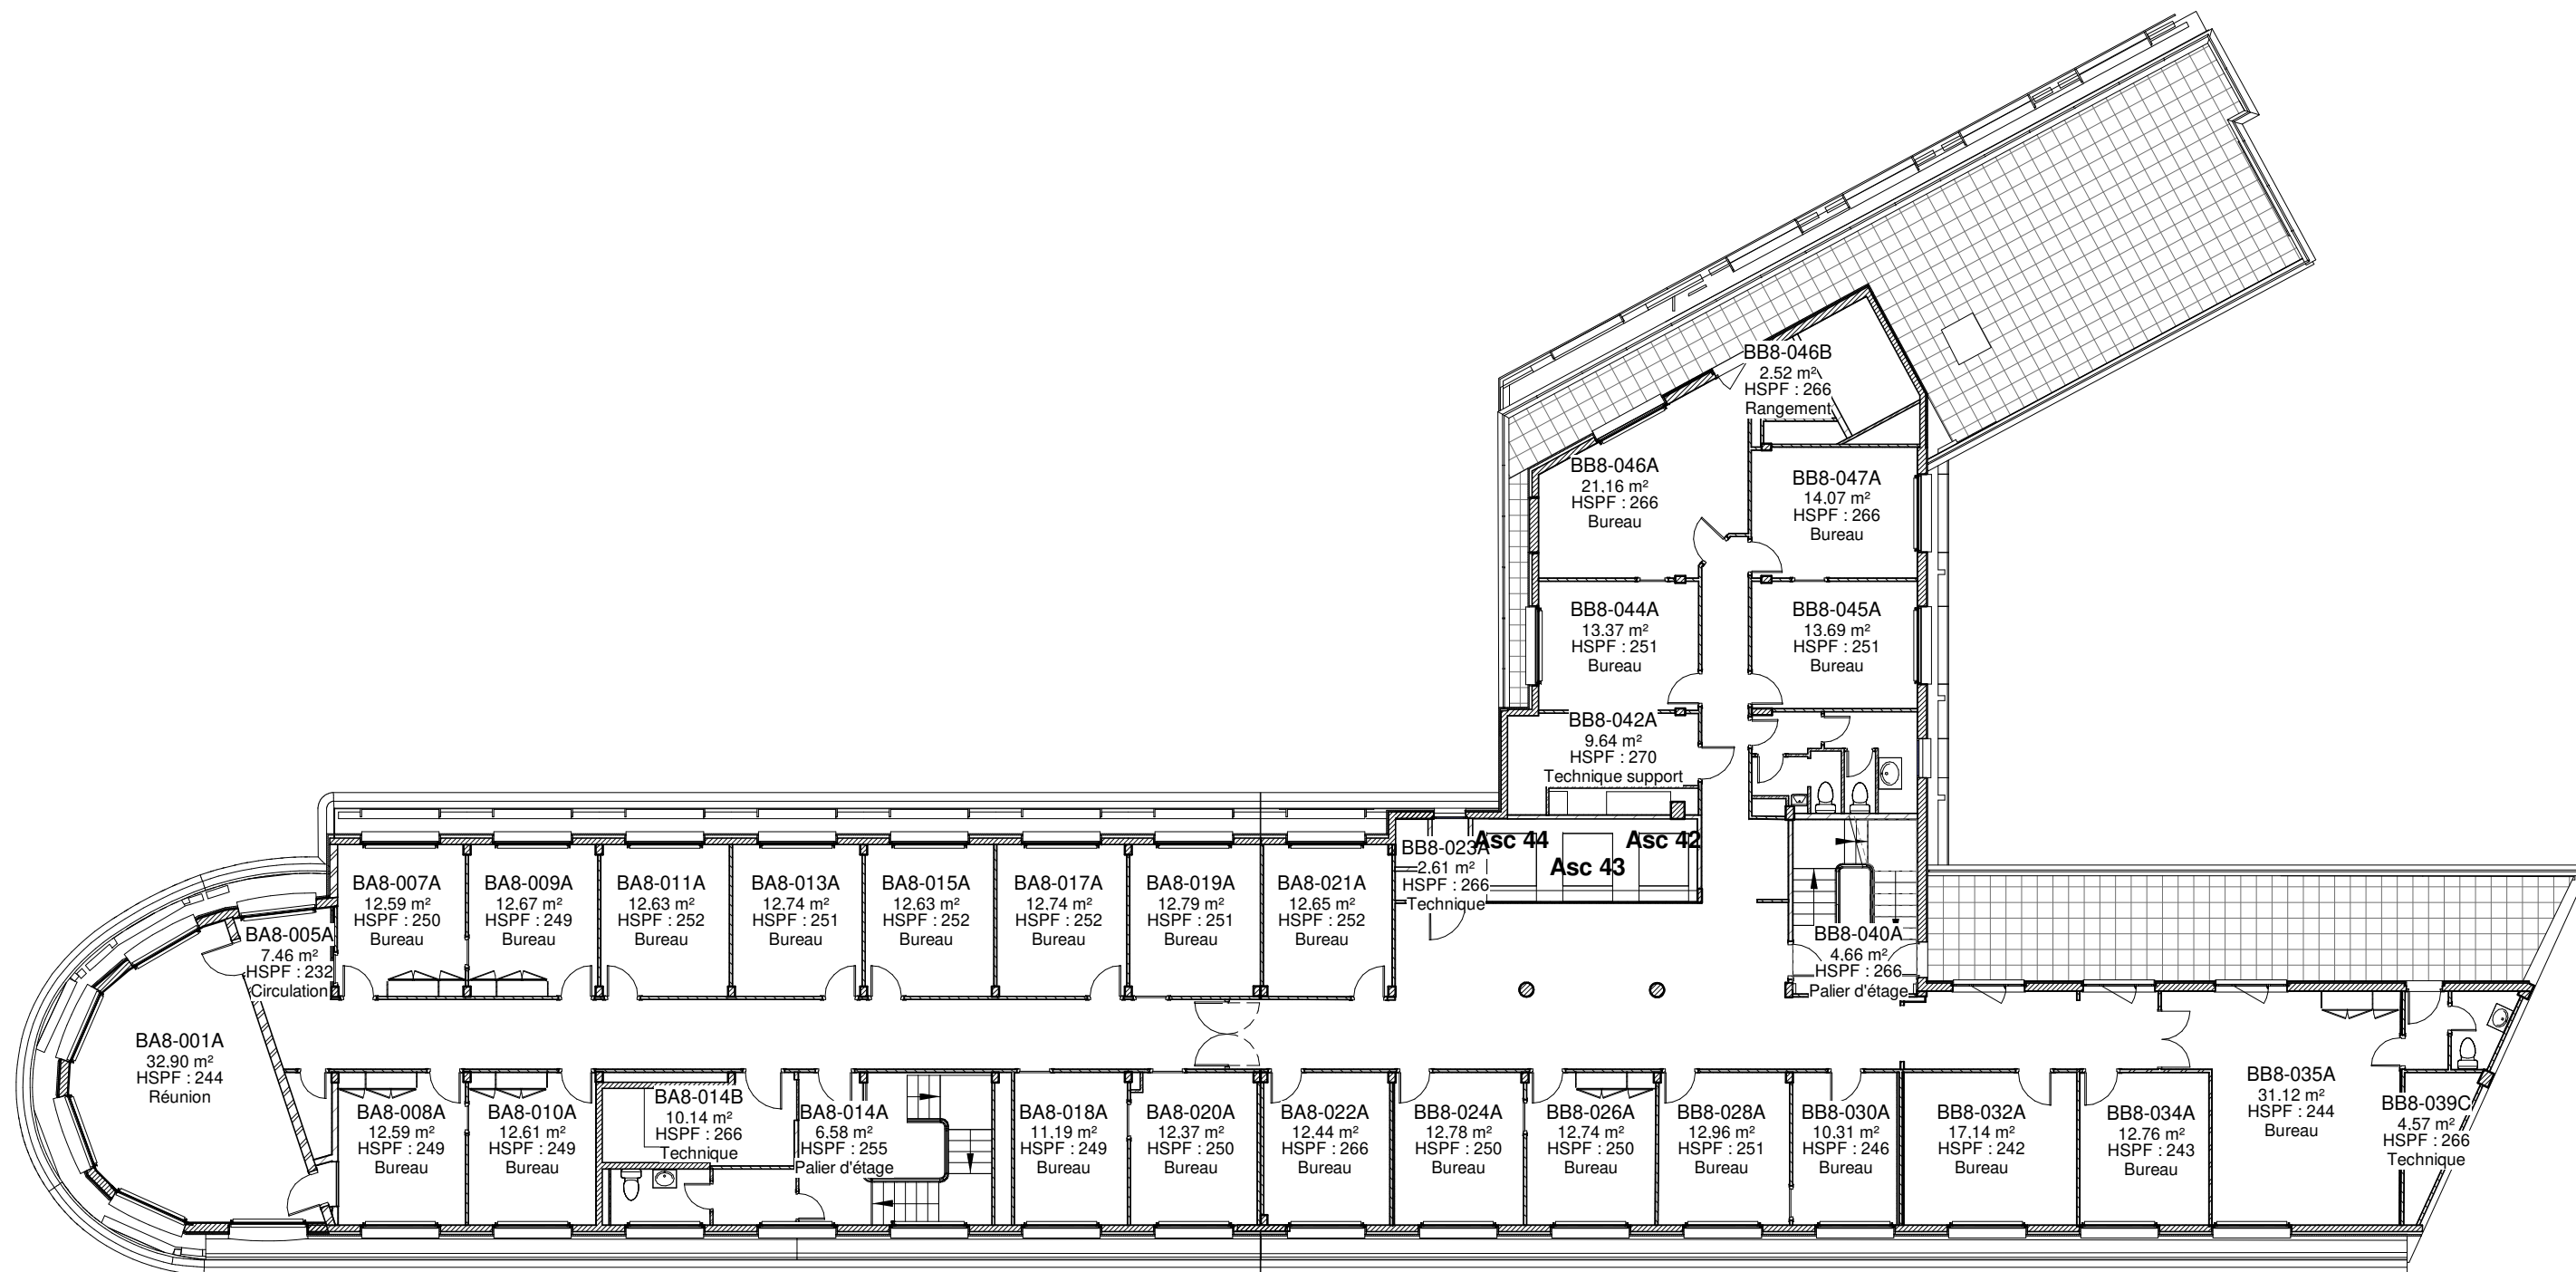 BB8-046B
2.52 m²
HSPF : 266
Rangement
BB8-046A
21.16 m²
HSPF : 266
Bureau
BB8-047A
14.07 m²
HSPF : 266
Bureau
BB8-044A
13.37 m²
HSPF : 251
Bureau
BB8-045A
13.69 m²
HSPF : 251
Bureau
BB8-042A
9.64 m²
HSPF : 270
Technique support
Asc 44
Asc 43
Asc 42
BB8-023A
2.61 m²
HSPF : 266
Technique
BA8-007A
12.59 m²
HSPF : 250
Bureau
BA8-009A
12.67 m²
HSPF : 249
Bureau
BA8-011A
12.63 m²
HSPF : 252
Bureau
BA8-013A
12.74 m²
HSPF : 251
Bureau
BA8-015A
12.63 m²
HSPF : 252
Bureau
BA8-017A
12.74 m²
HSPF : 252
Bureau
BA8-019A
12.79 m²
HSPF : 251
Bureau
BA8-021A
12.65 m²
HSPF : 252
Bureau
BA8-005A
7.46 m²
HSPF : 232
Circulation
BB8-040A
4.66 m²
HSPF : 266
Palier d'étage
BA8-001A
32.90 m²
HSPF : 244
Réunion
BA8-008A
12.59 m²
HSPF : 249
Bureau
BA8-010A
12.61 m²
HSPF : 249
Bureau
BA8-014B
10.14 m²
HSPF : 266
Technique
BA8-014A
6.58 m²
HSPF : 255
Palier d'étage
BA8-018A
11.19 m²
HSPF : 249
Bureau
BA8-020A
12.37 m²
HSPF : 250
Bureau
BA8-022A
12.44 m²
HSPF : 266
Bureau
BB8-024A
12.78 m²
HSPF : 250
Bureau
BB8-026A
12.74 m²
HSPF : 250
Bureau
BB8-028A
12.96 m²
HSPF : 251
Bureau
BB8-030A
10.31 m²
HSPF : 246
Bureau
BB8-032A
17.14 m²
HSPF : 242
Bureau
BB8-034A
12.76 m²
HSPF : 243
Bureau
BB8-035A
31.12 m²
HSPF : 244
Bureau
BB8-039C
4.57 m²
HSPF : 266
Technique